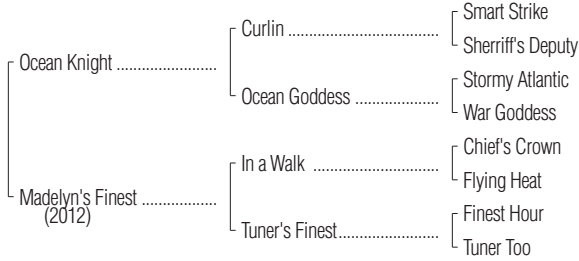 Smart Strike
Curlin ........................................
Sherriff's Deputy
Ocean Knight ..........................
Stormy Atlantic
Ocean Goddess ......................
War Goddess
Chief's Crown
In a Walk .................................
Flying Heat
Madelyn's Finest ....................
(2012)
Finest Hour
Tuner's Finest..........................
Tuner Too